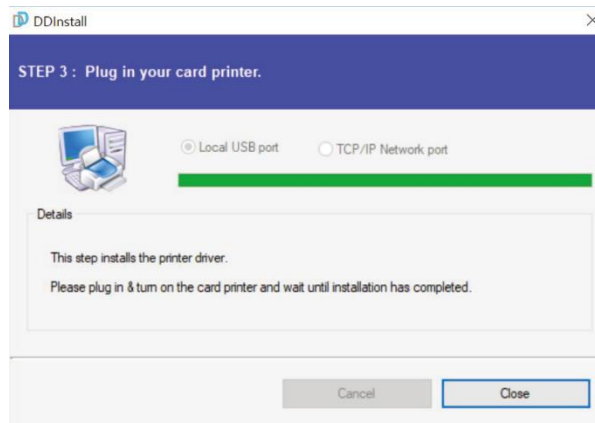 DDInstall
STEP 3 : Plug in your card printer.
Local USB port
TCP/IP Network port
Details
This step installs the printer driver.
Please plug in & turn on the card printer and wait until installation has completed.
Cancel
Close